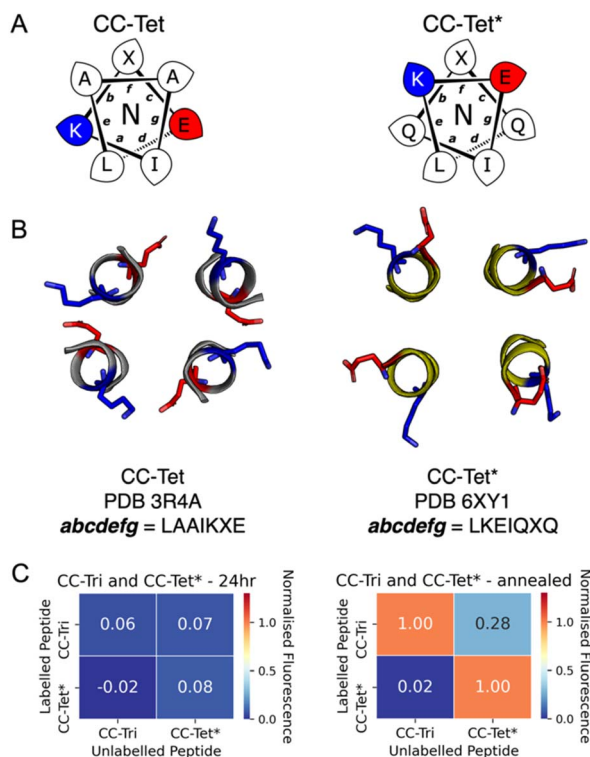 A
CC-Tet
CC-Tet*
A X A
b f c
K e N g E
a d
L I
K X E
b f c
Q e N g Q
a d
L I
B
CC-Tet
PDB 3R4A
abcdefg = LAAIKXE
CC-Tet*
PDB 6XY1
abcdefg = LKEIQXQ
C
CC-Tri and CC-Tet* - 24hr
Labelled Peptide
CC-Tri
CC-Tet*
0.06 0.07
-0.02 0.08
CC-Tri CC-Tet*
Unlabelled Peptide
1.0
0.5
0.0
Normalised Fluorescence
CC-Tri and CC-Tet* - annealed
Labelled Peptide
CC-Tri
CC-Tet*
1.00 0.28
0.02 1.00
CC-Tri CC-Tet*
Unlabelled Peptide
1.0
0.5
0.0
Normalised Fluorescence